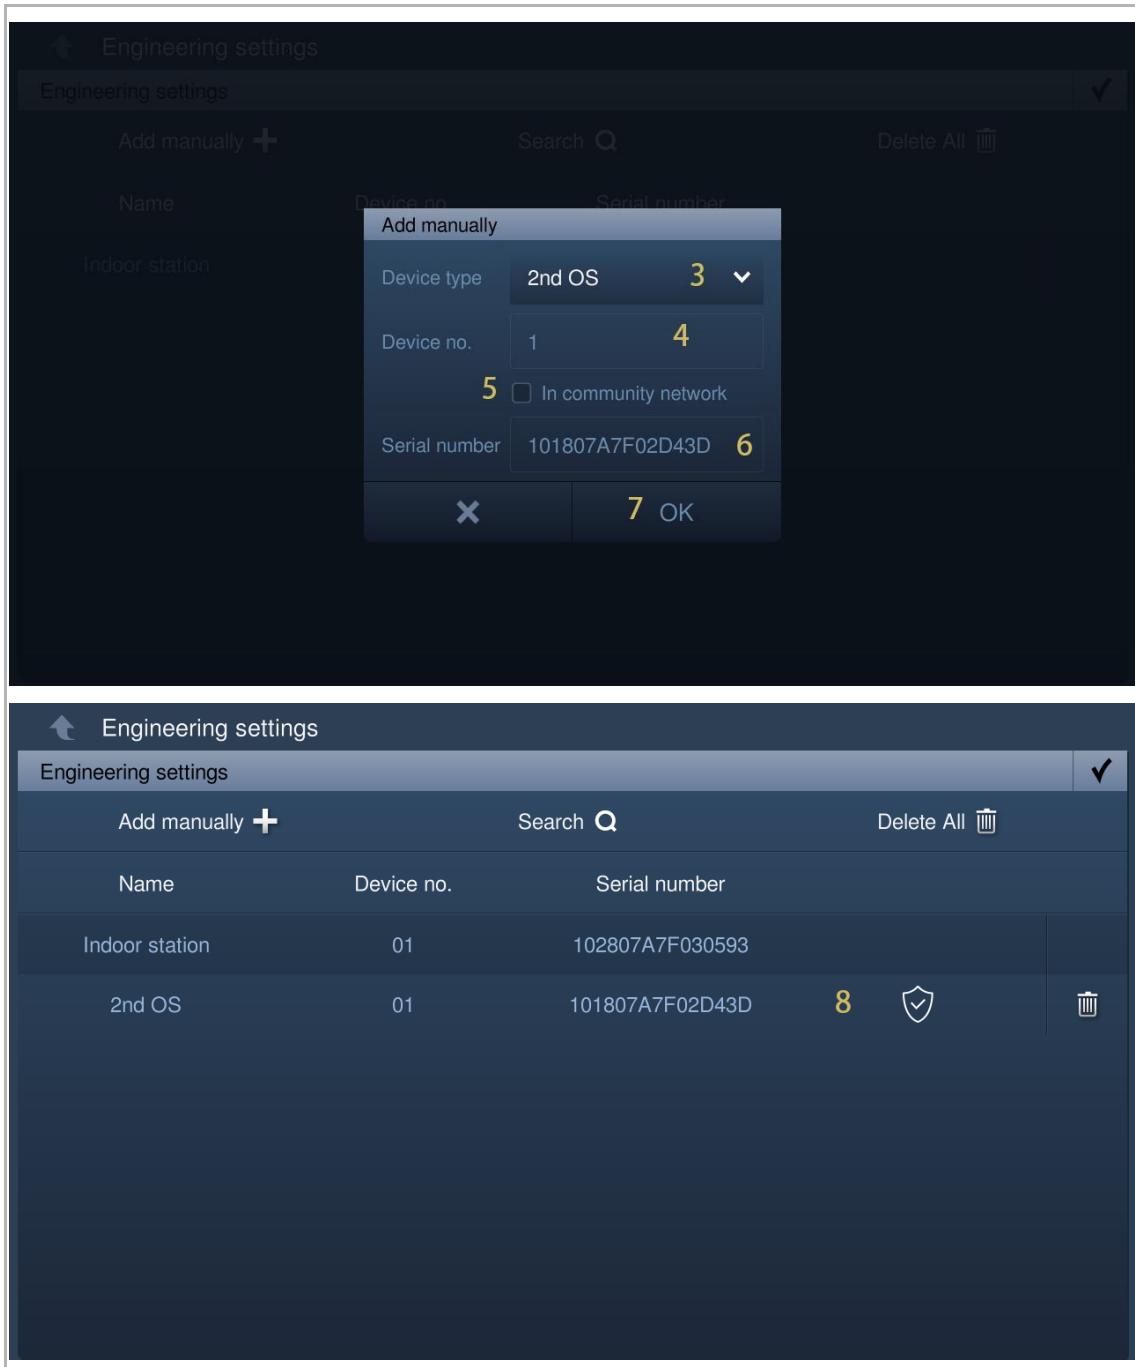 Engineering settings
Engineering settings
Add manually Search Delete All
Name Device no. Serial number
Add manually
Indoor station
Device type 2nd OS 3
Device no. 1 4
5 In community network
Serial number 101807A7F02D43D 6
7 OK
Engineering settings
Engineering settings
Add manually Search Delete All
Name Device no. Serial number
Indoor station 01 102807A7F030593
2nd OS 01 101807A7F02D43D 8